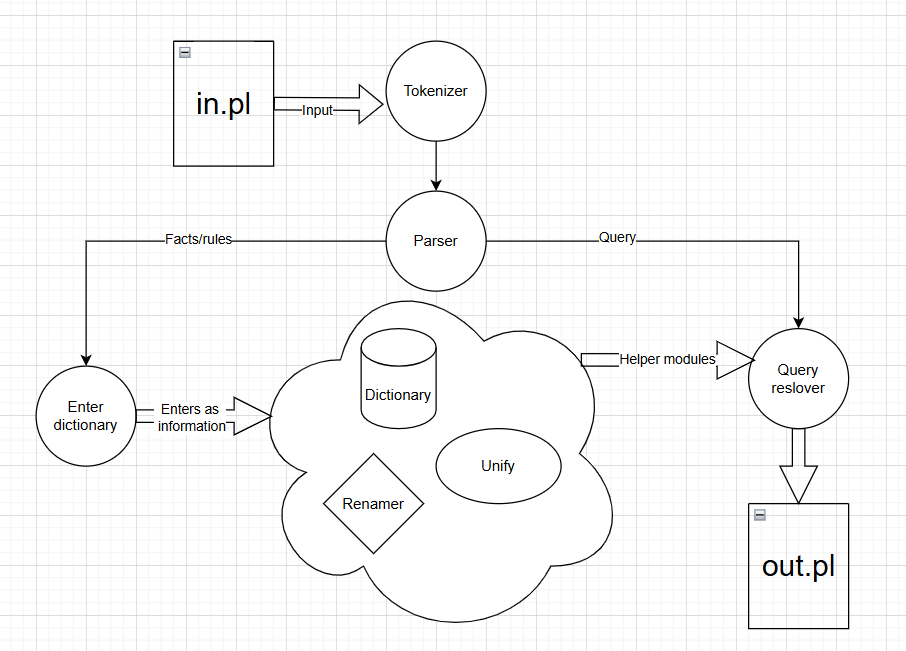 in.pl
Input
Tokenizer
Parser
Facts/rules
Query
Enter
dictionary
Enters as
information
Dictionary
Unify
Renamer
Helper modules
Query
reslover
out.pl